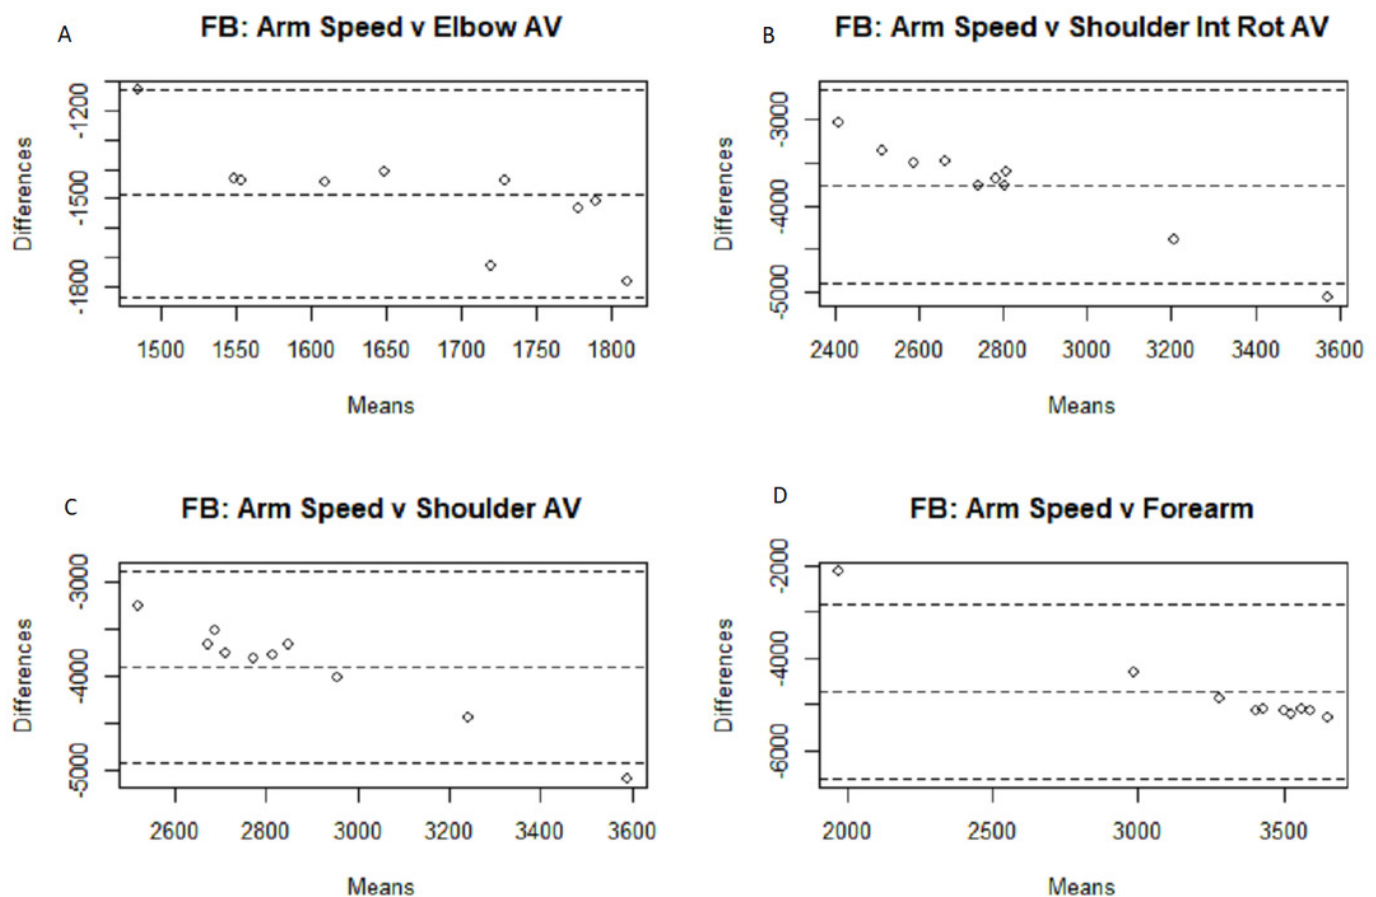 A
FB: Arm Speed v Elbow AV
Differences
-1200
-1500
-1800
1500 1550 1600 1650 1700 1750 1800
Means
B
FB: Arm Speed v Shoulder Int Rot AV
Differences
-3000
-4000
-5000
2400 2600 2800 3000 3200 3400 3600
Means
C
FB: Arm Speed v Shoulder AV
Differences
-3000
-4000
-5000
2600 2800 3000 3200 3400 3600
Means
D
FB: Arm Speed v Forearm
Differences
-2000
-4000
-6000
2000 2500 3000 3500
Means